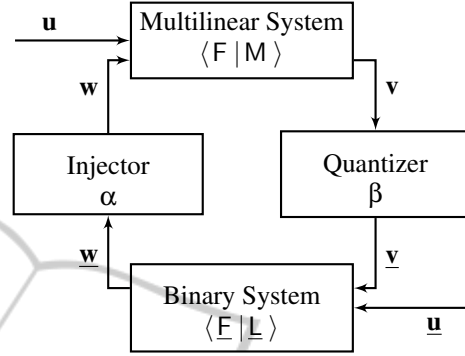 u
Multilinear System
⟨F|M⟩
w
v
Injector
α
Quantizer
β
w
v
Binary System
⟨F|L⟩
u